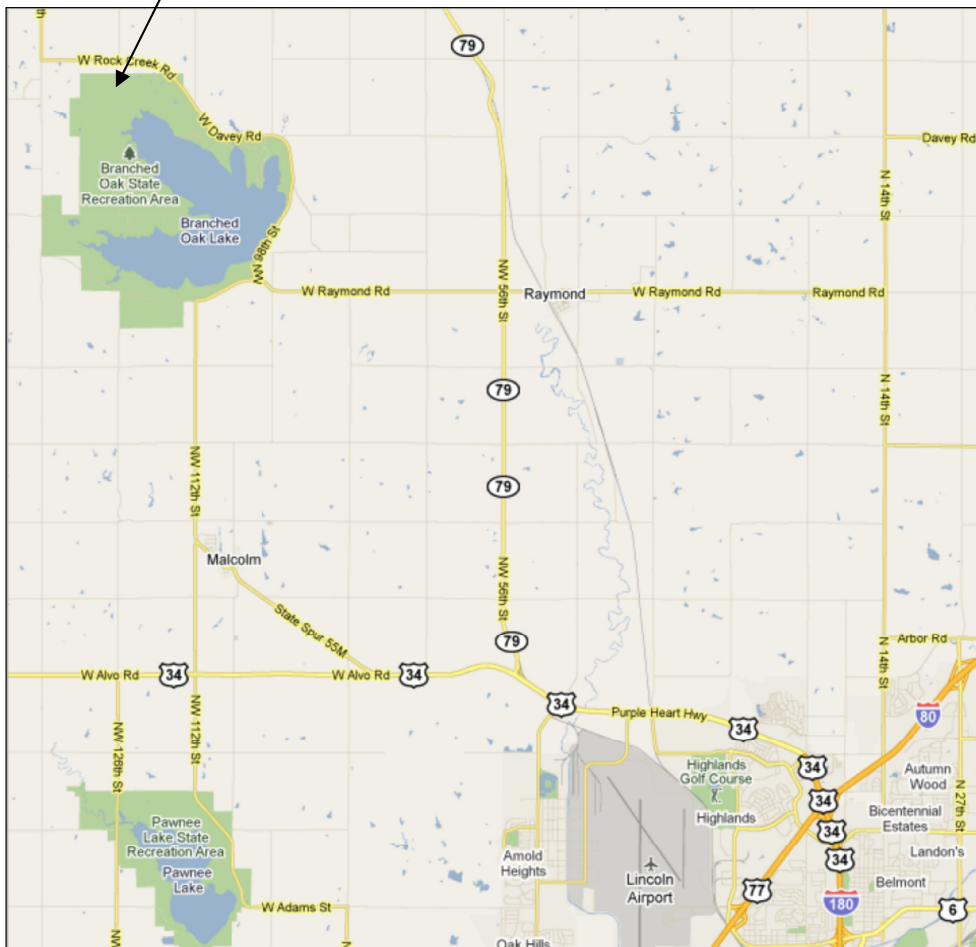 th
79
W Rock Creek Rd
W Davey Rd
Davey Rd
Branched
Oak State
Recreation Area
N 14th St
Branched
Oak Lake
NW 98th St
W Raymond Rd
NW 56th St
Raymond
W Raymond Rd
Raymond Rd
79
N 14th St
NW 112th St
79
Malcolm
NW 56th St
State Spur 55M
79
N 14th St
Arbor Rd
W Alvo Rd
34
W Alvo Rd
34
34
Purple Heart Hwy
34
80
NW 126th St
NW 112th St
Highlands
Golf Course
34
Autumn
Wood
N 27th St
Highlands
34
Bicentennial
Estates
Pawnee
Lake State
Recreation Area
34
Landon's
Pawnee
Lake
Arnold
Heights
34
Lincoln
Airport
77
Belmont
180
6
W Adams St
NW
N
Oak Hills